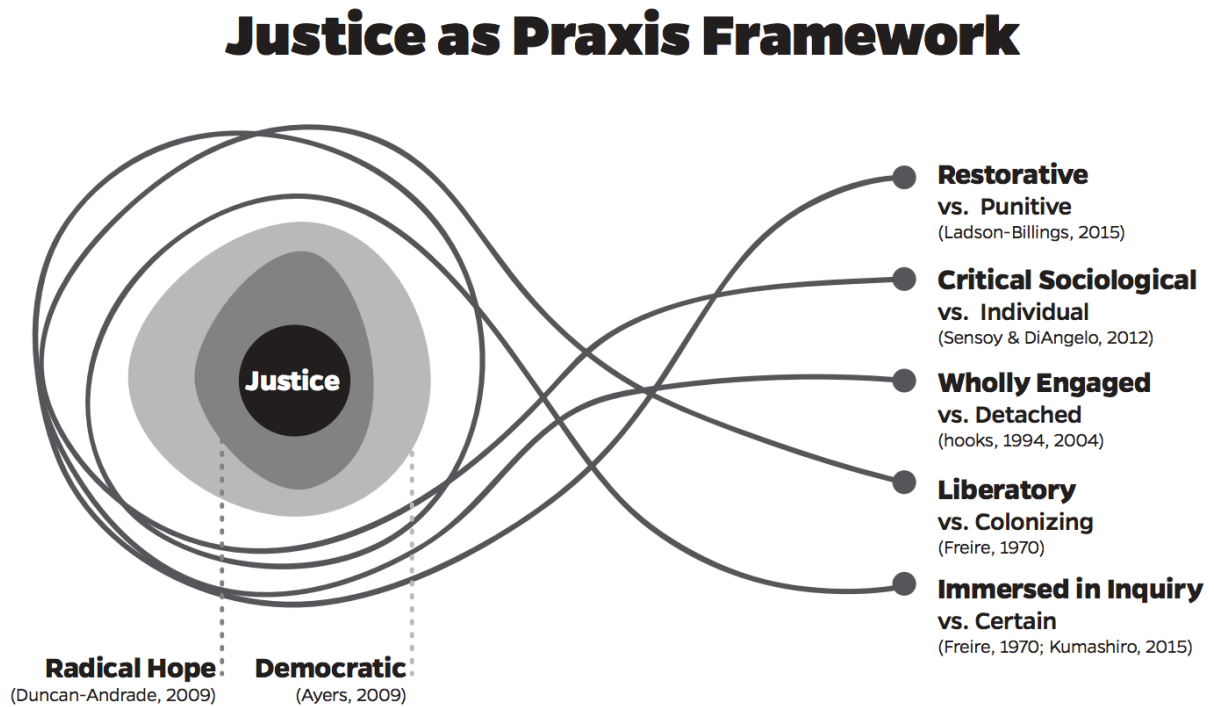 Justice as Praxis Framework
Restorative
vs. Punitive
(Ladson-Billings, 2015)
Critical Sociological
vs. Individual
(Sensoy & DiAngelo, 2012)
Justice
Wholly Engaged
vs. Detached
(hooks, 1994, 2004)
Liberatory
vs. Colonizing
(Freire, 1970)
Immersed in Inquiry
vs. Certain
(Freire, 1970; Kumashiro, 2015)
Radical Hope
(Duncan-Andrade, 2009)
Democratic
(Ayers, 2009)